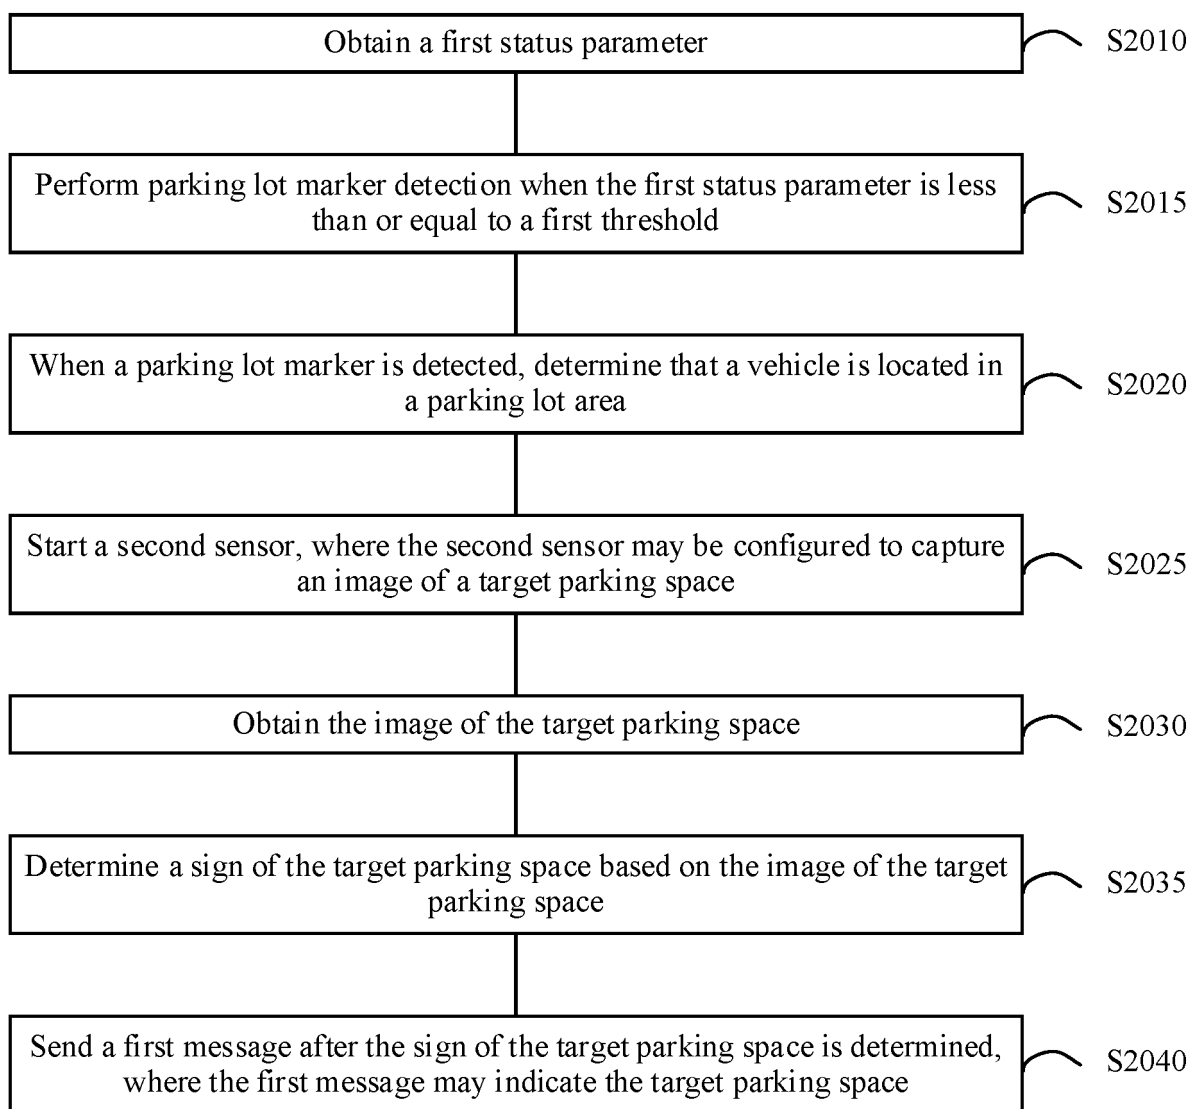 Obtain a first status parameter
S2010
Perform parking lot marker detection when the first status parameter is less
than or equal to a first threshold
S2015
When a parking lot marker is detected, determine that a vehicle is located in
a parking lot area
S2020
Start a second sensor, where the second sensor may be configured to capture
an image of a target parking space
S2025
Obtain the image of the target parking space
S2030
Determine a sign of the target parking space based on the image of the target
parking space
S2035
Send a first message after the sign of the target parking space is determined,
where the first message may indicate the target parking space
S2040